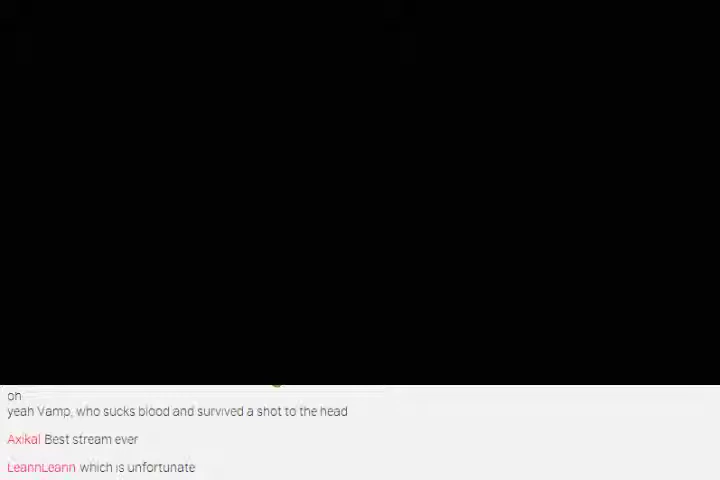 oh
yeah Vamp, who sucks blood and survived a shot to the head
Axikal Best stream ever
LeannLeann which is unfortunate